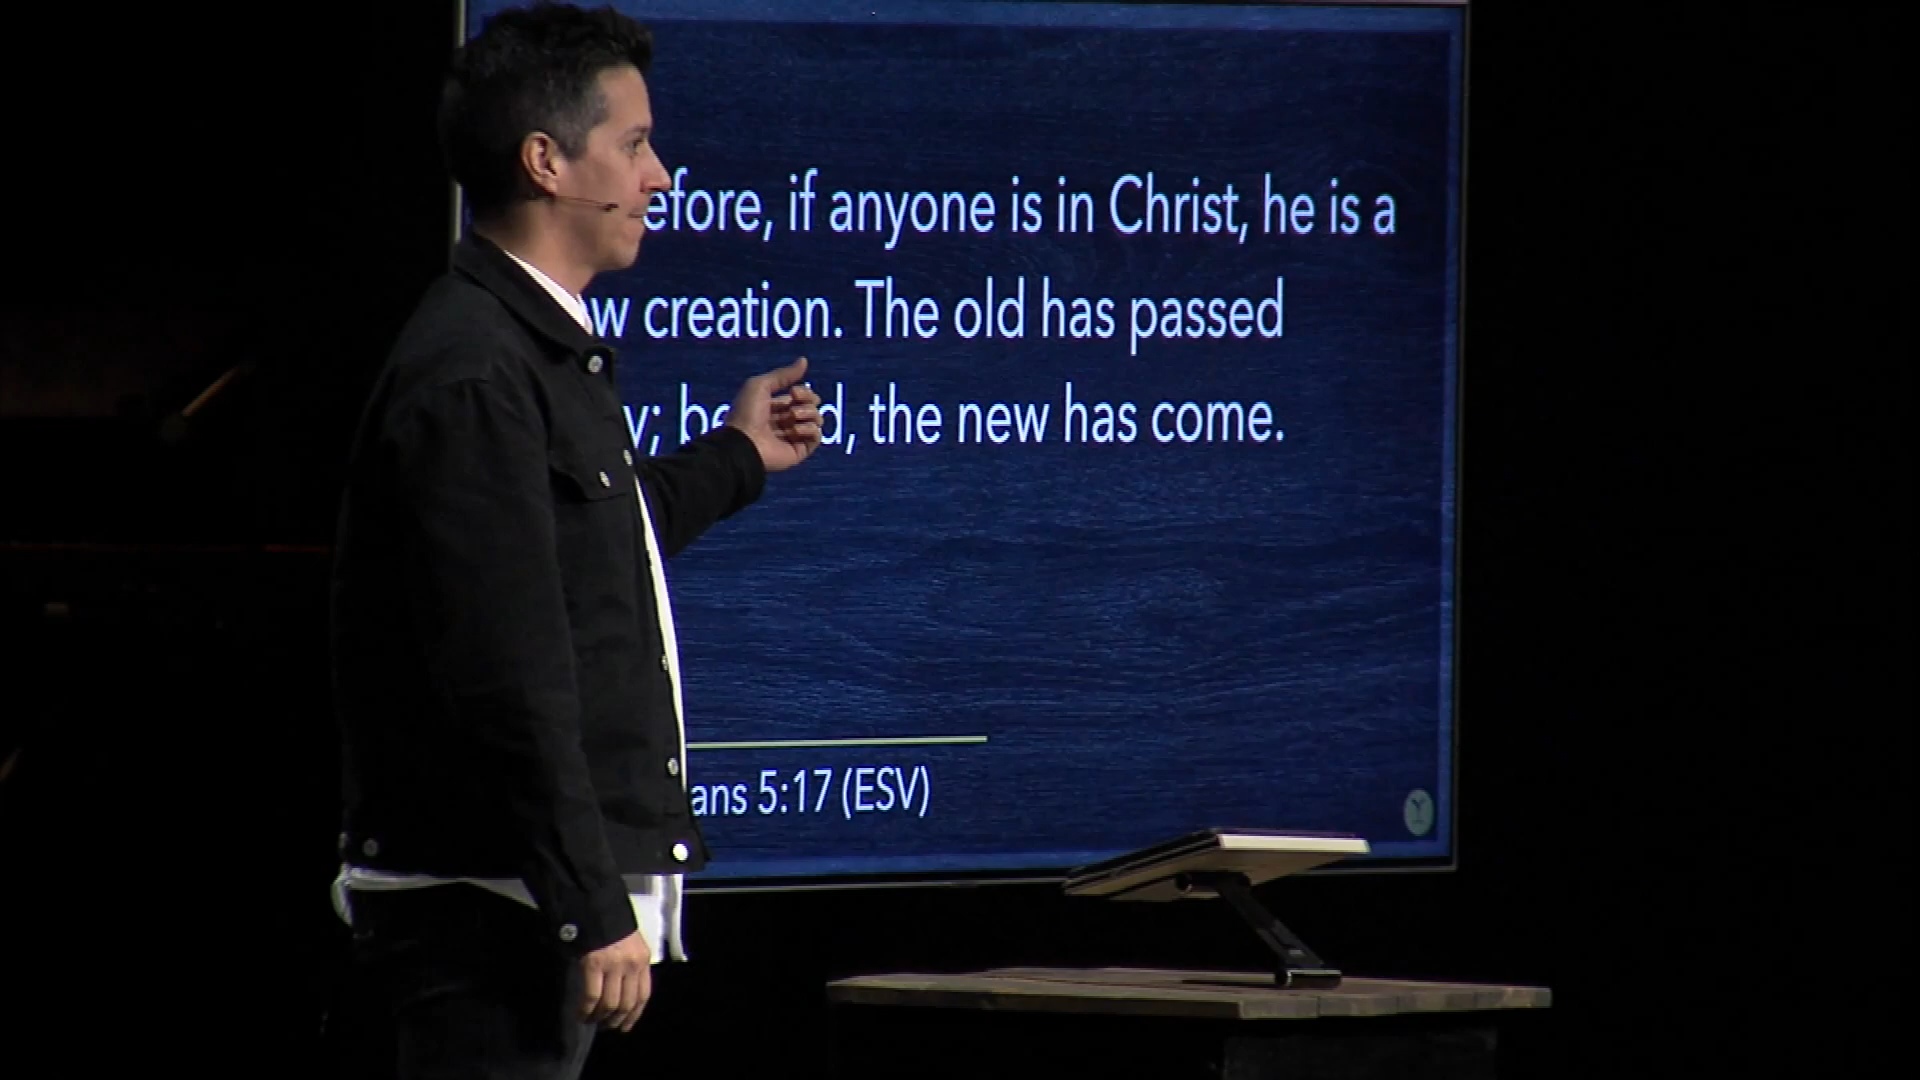 efore, if anyone is in Christ, he is a
w creation. The old has passed
y; be d, the new has come.
ans 5:17 (ESV)